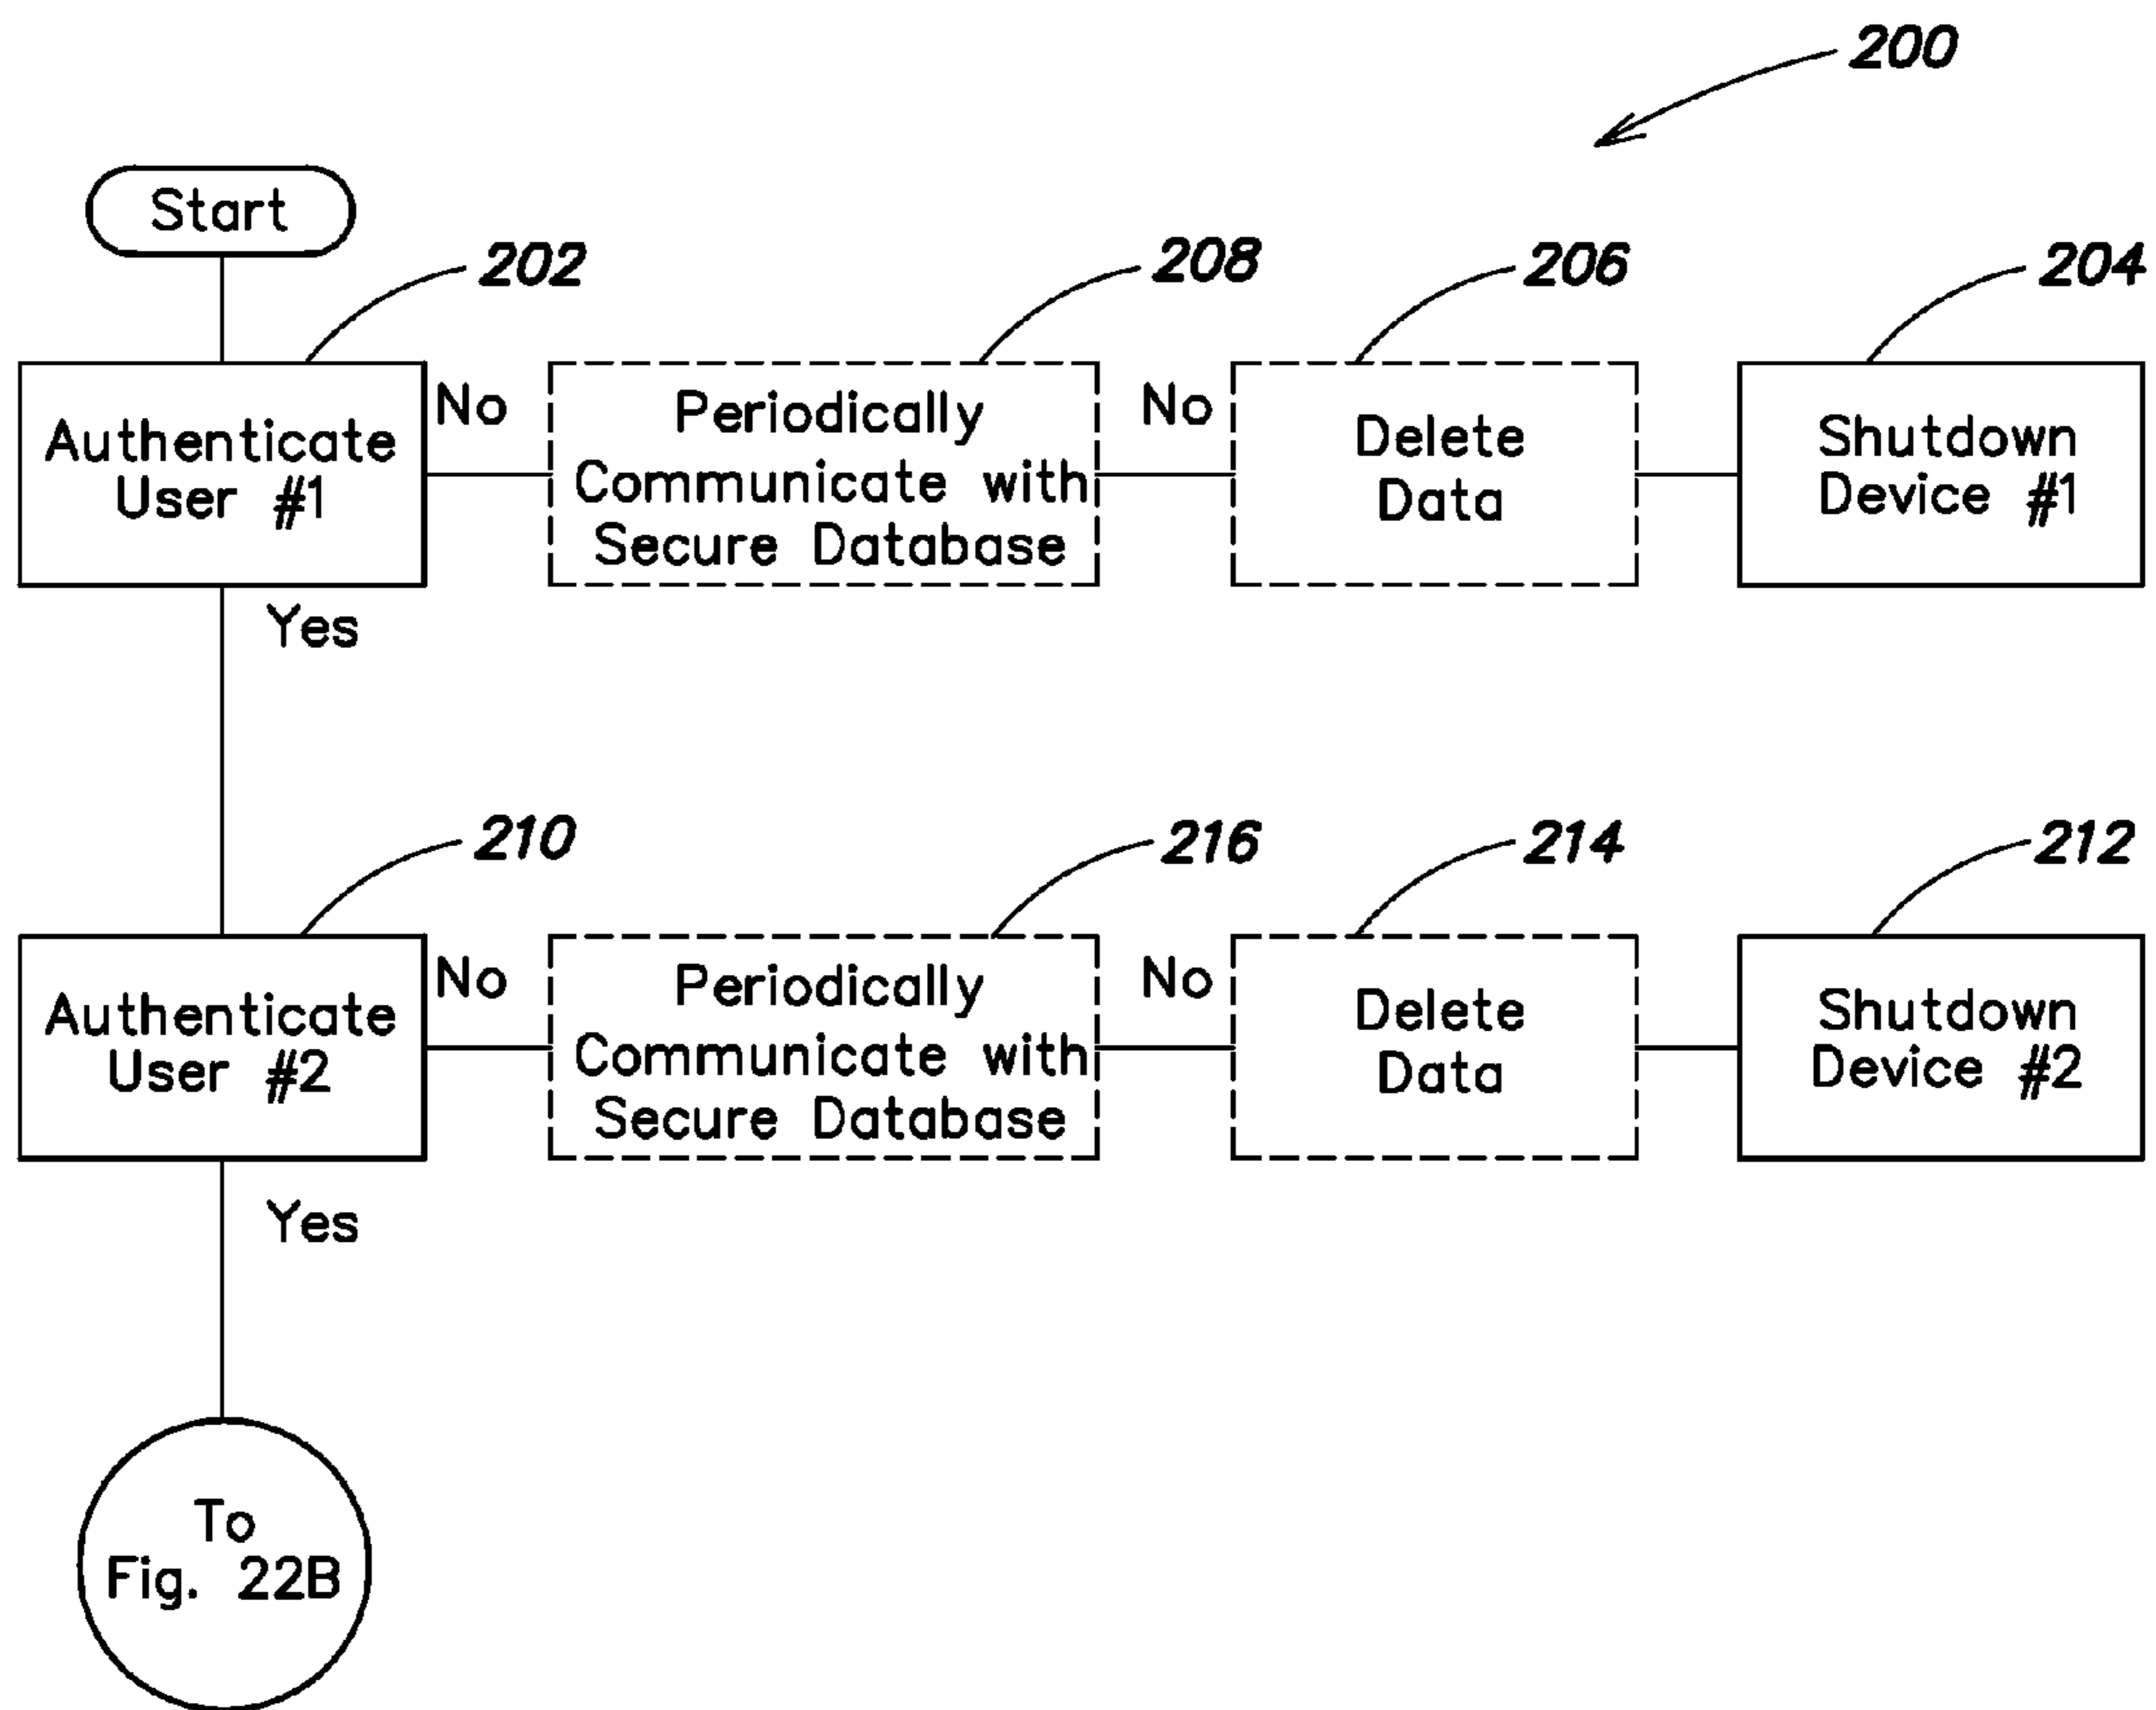 200
Start
202
208
206
204
Authenticate
User #1
No
Periodically
Communicate with
Secure Database
No
Delete
Data
Shutdown
Device #1
Yes
210
216
214
212
Authenticate
User #2
No
Periodically
Communicate with
Secure Database
No
Delete
Data
Shutdown
Device #2
Yes
To
Fig. 22B